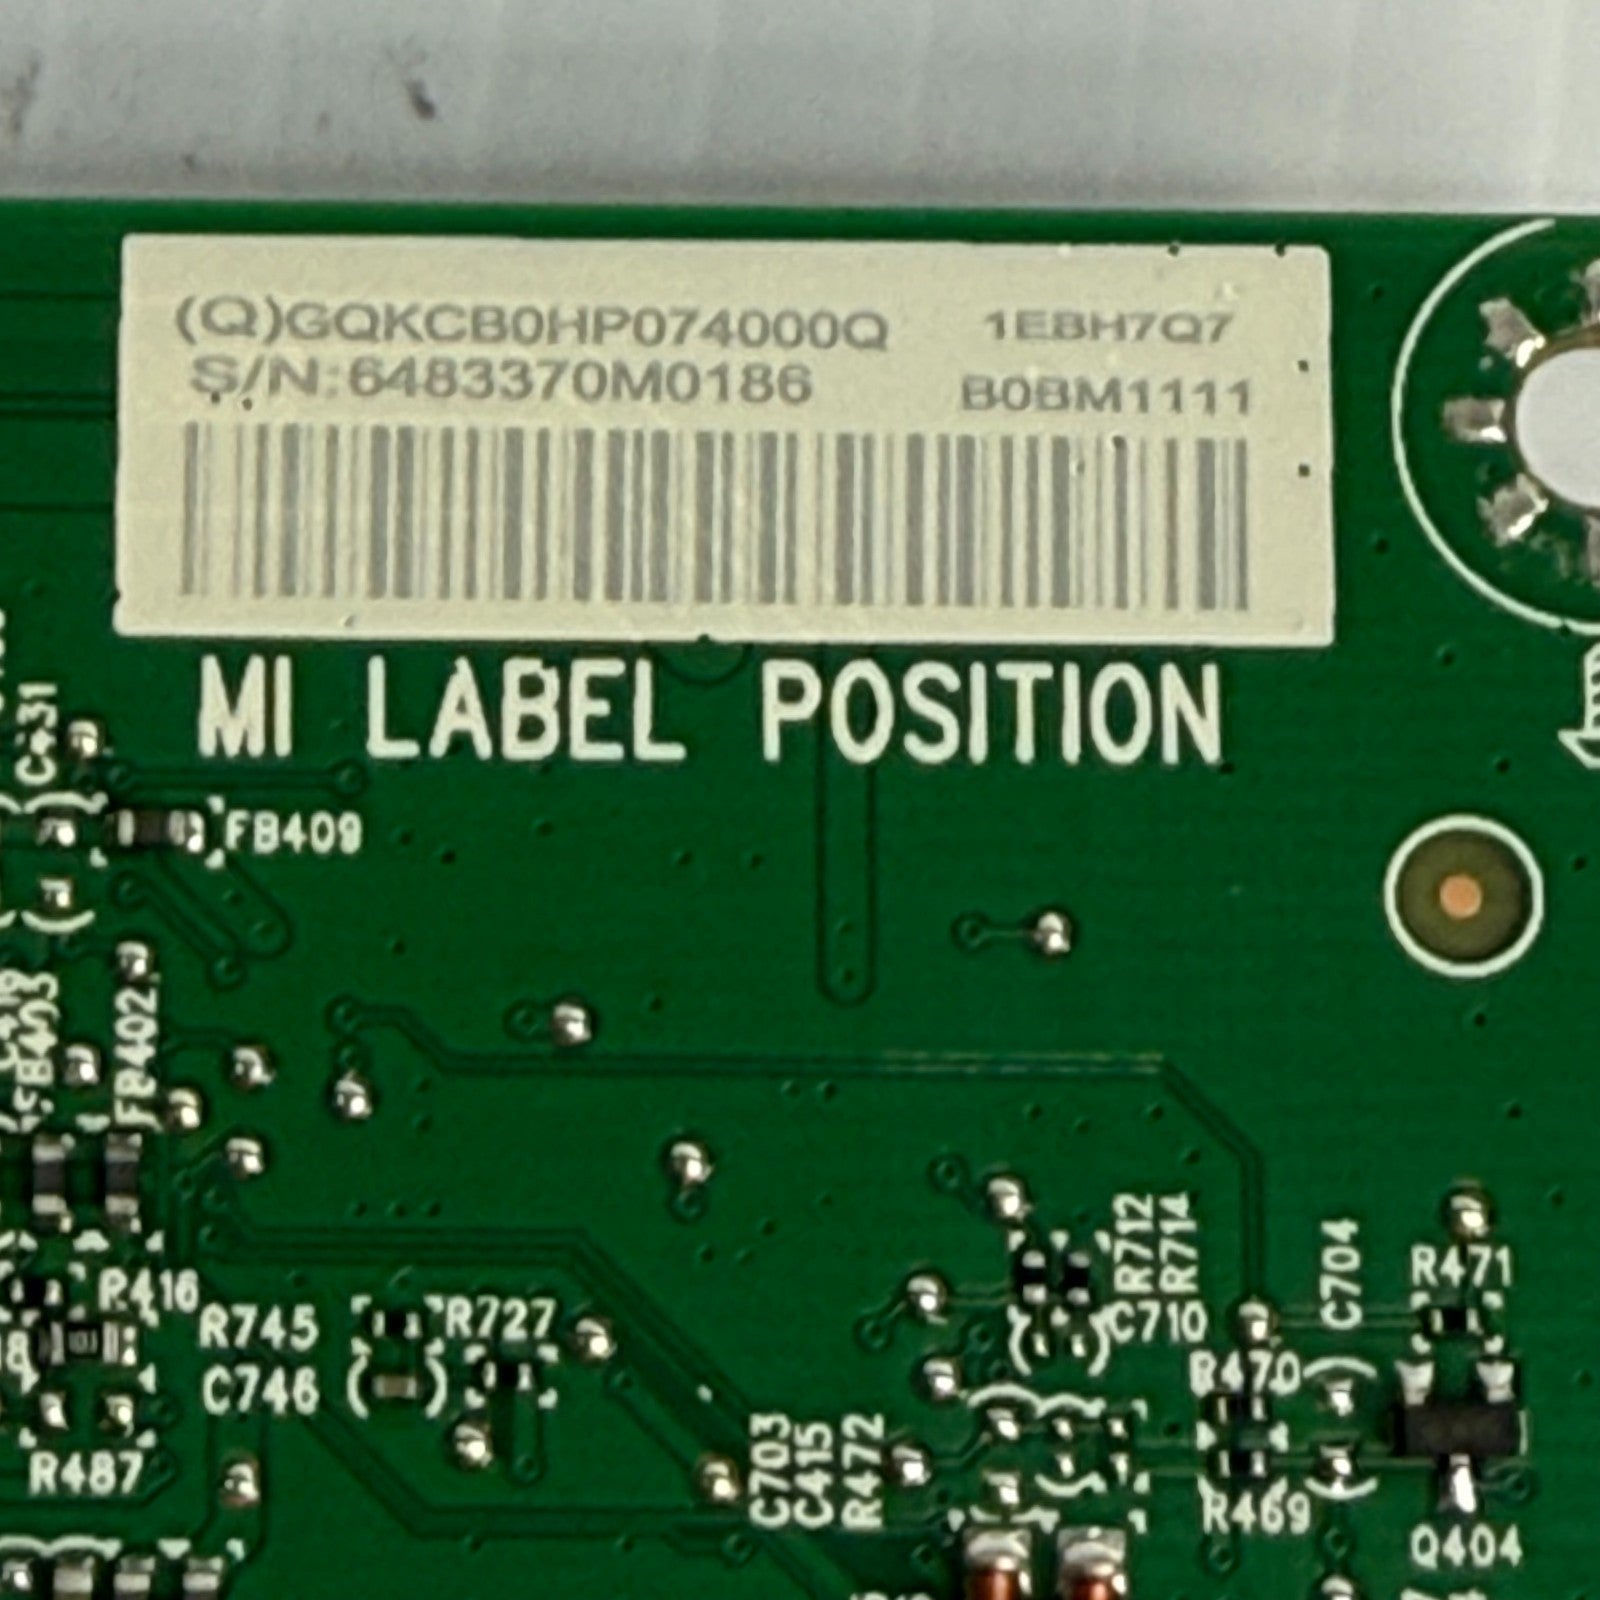 (Q)GQKCB0HP074000Q 1E8H7Q7
S/N:6483370M0186 B0BM1111
MI LABEL POSITION
C431
FB409
FB403
FB402
R416
R745
R727
C746
R487
R712
R714
C710
C704
R471
R470
C703
C415
R472
R469
Q404